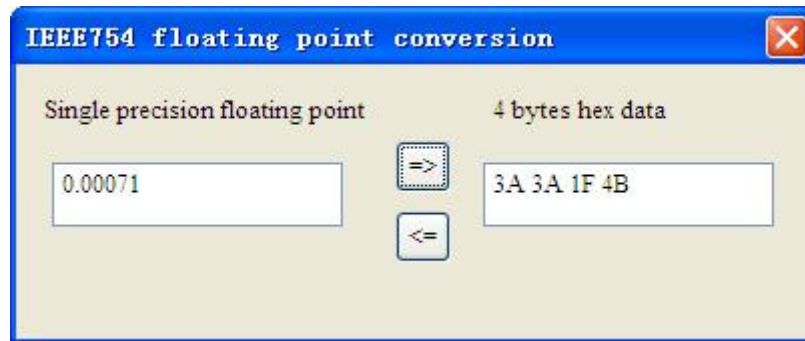 IEEE754 floating point conversion
Single precision floating point 4 bytes hex data
=>
0.00071 3A 3A 1F 4B
<=